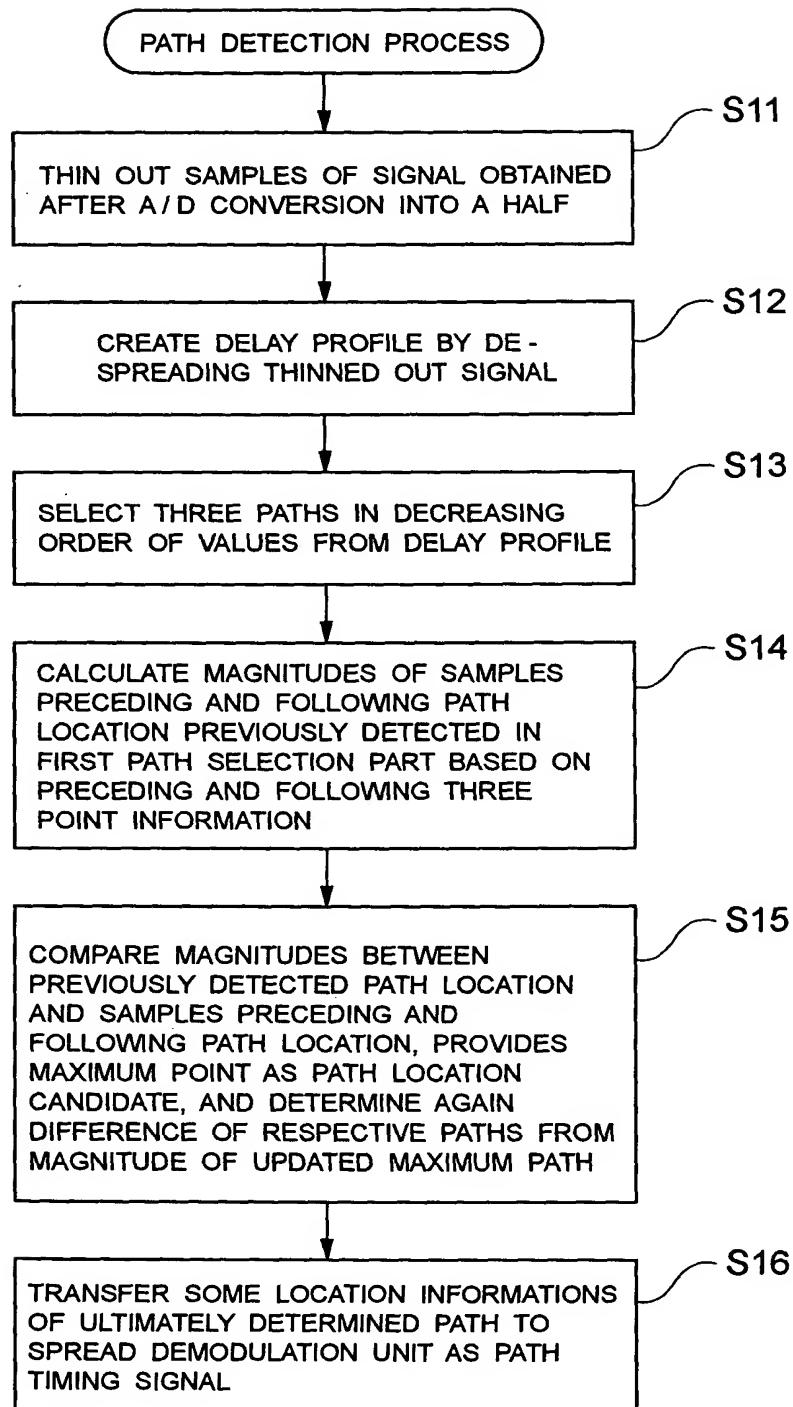 PATH DETECTION PROCESS
S11
THIN OUT SAMPLES OF SIGNAL OBTAINED
AFTER A/D CONVERSION INTO A HALF
S12
CREATE DELAY PROFILE BY DE-
SPREADING THINNED OUT SIGNAL
S13
SELECT THREE PATHS IN DECREASING
ORDER OF VALUES FROM DELAY PROFILE
S14
CALCULATE MAGNITUDES OF SAMPLES
PRECEDING AND FOLLOWING PATH
LOCATION PREVIOUSLY DETECTED IN
FIRST PATH SELECTION PART BASED ON
PRECEDING AND FOLLOWING THREE
POINT INFORMATION
S15
COMPARE MAGNITUDES BETWEEN
PREVIOUSLY DETECTED PATH LOCATION
AND SAMPLES PRECEDING AND
FOLLOWING PATH LOCATION, PROVIDES
MAXIMUM POINT AS PATH LOCATION
CANDIDATE, AND DETERMINE AGAIN
DIFFERENCE OF RESPECTIVE PATHS FROM
MAGNITUDE OF UPDATED MAXIMUM PATH
S16
TRANSFER SOME LOCATION INFORMATIONS
OF ULTIMATELY DETERMINED PATH TO
SPREAD DEMODULATION UNIT AS PATH
TIMING SIGNAL